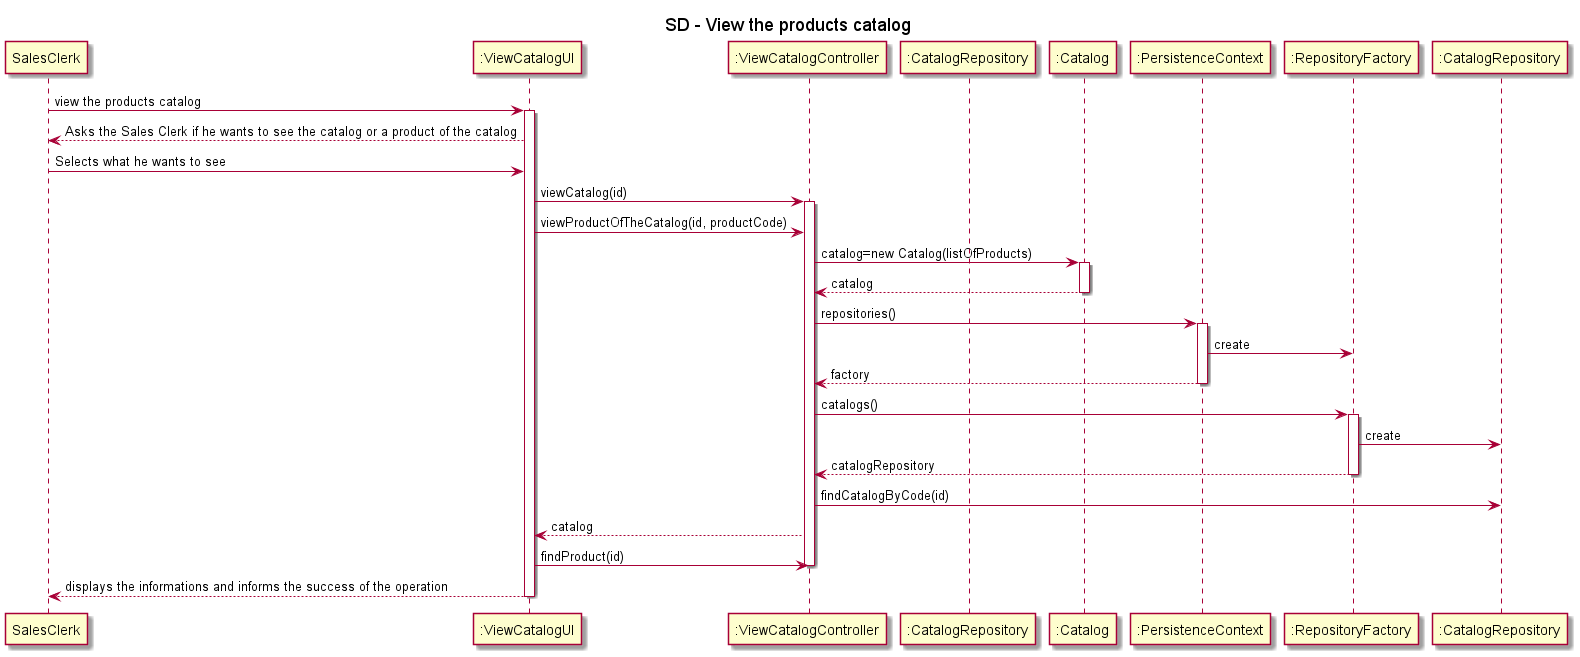 SD - View the products catalog
SalesClerk
:ViewCatalogUI
:ViewCatalogController
:CatalogRepository
:Catalog
:PersistenceContext
:RepositoryFactory
:CatalogRepository
view the products catalog
Asks the Sales Clerk if he wants to see the catalog or a product of the catalog
Selects what he wants to see
viewCatalog(id)
viewProductOfTheCatalog(id, productCode)
catalog=new Catalog(listOfProducts)
catalog
repositories()
create
factory
catalogs()
create
catalogRepository
findCatalogByCode(id)
catalog
findProduct(id)
displays the informations and informs the success of the operation
SalesClerk
:ViewCatalogUI
:ViewCatalogController
:CatalogRepository
:Catalog
:PersistenceContext
:RepositoryFactory
:CatalogRepository